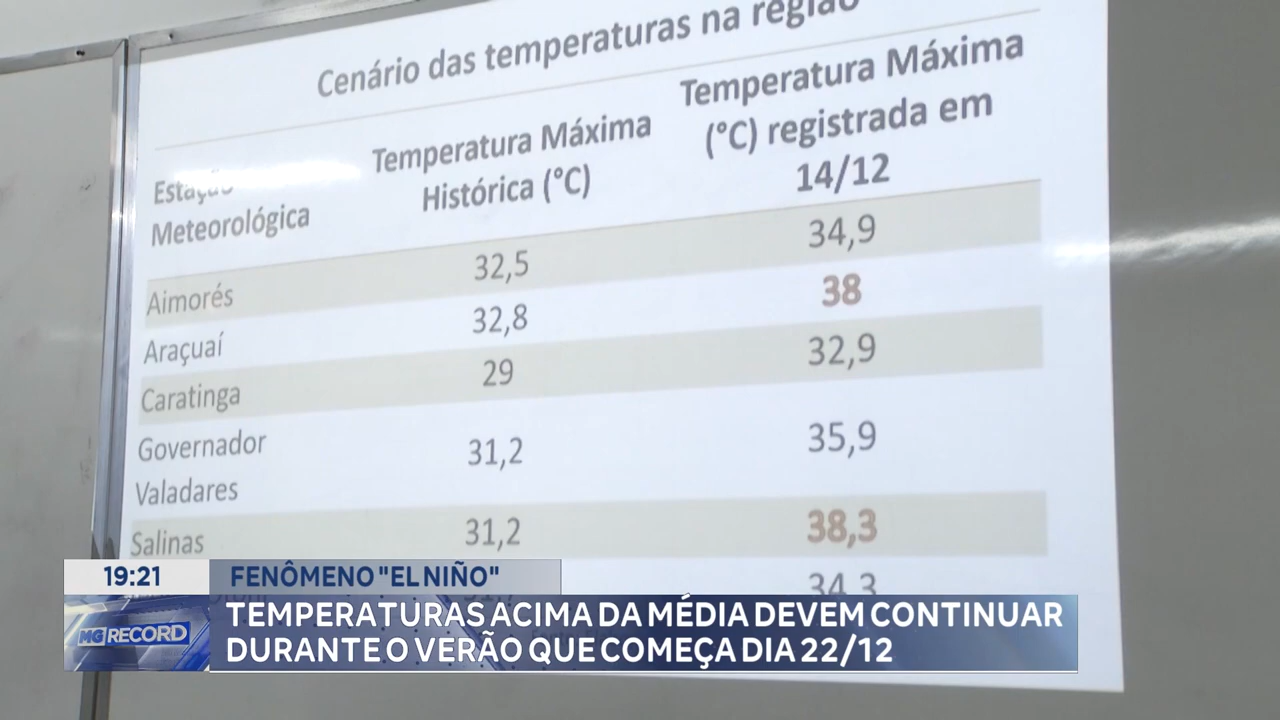 Cenário das temperaturas na região
Estação
Meteorológica
Temperatura Máxima
Histórica (°C)
Temperatura Máxima
(°C) registrada em
14/12
Aimorés 32,5 34,9
Araçuaí 32,8 38
Caratinga 29 32,9
Governador
Valadares 31,2 35,9
Salinas 31,2 38,3
34,3
19:21 FENÔMENO "EL NIÑO"
MG RECORD
TEMPERATURAS ACIMA DA MÉDIA DEVEM CONTINUAR
DURANTE O VERÃO QUE COMEÇA DIA 22/12